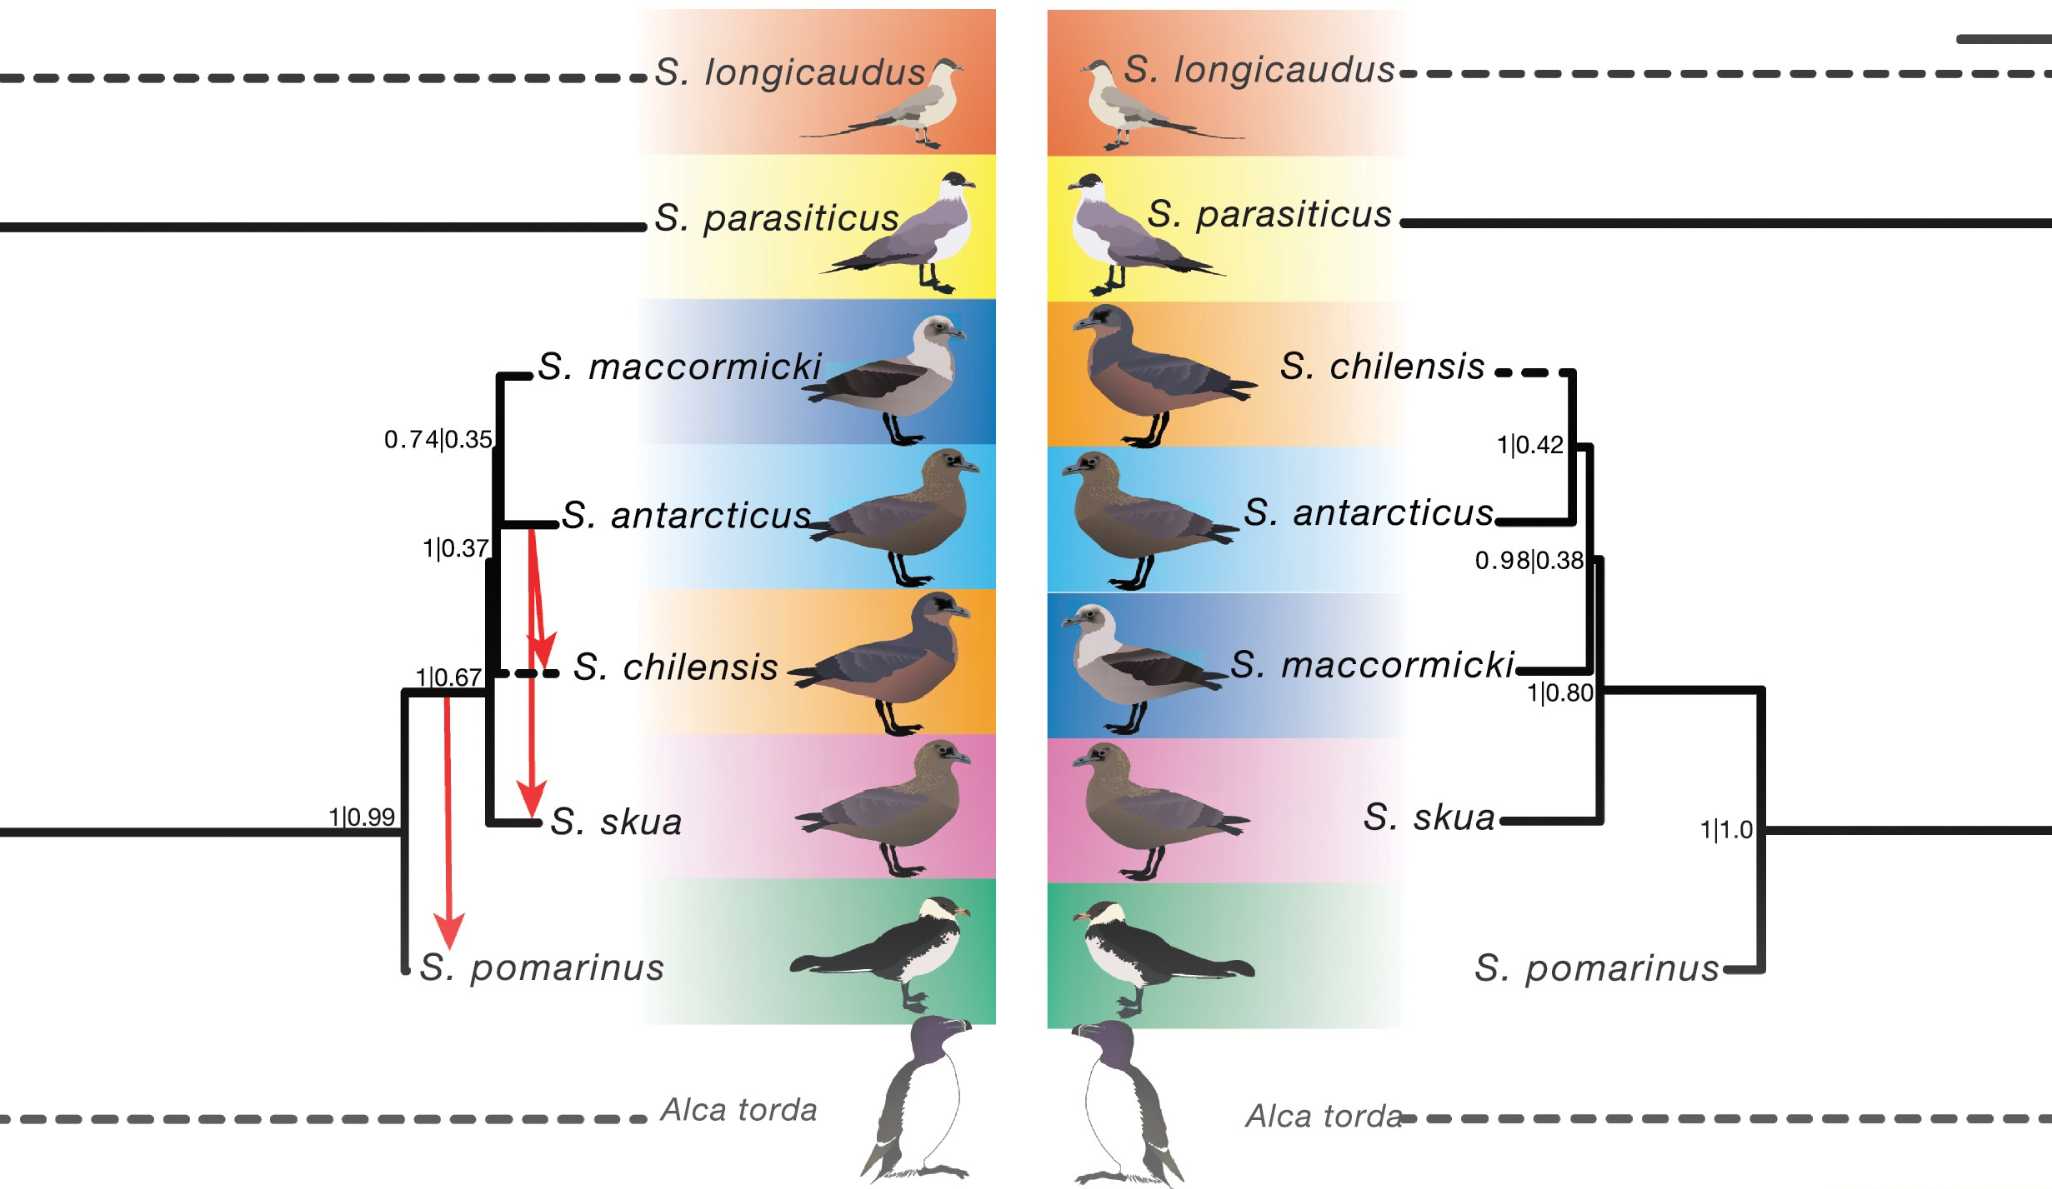 S. longicaudus
S. longicaudus
S. parasiticus
S. parasiticus
S. maccormicki
S. chilensis
0.74|0.35
1|0.42
S. antarcticus
S. antarcticus
1|0.37
0.98|0.38
S. chilensis
S. maccormicki
1|0.67
1|0.80
S. skua
S. skua
1|0.99
1|1.0
S. pomarinus
S. pomarinus
Alca torda
Alca torda